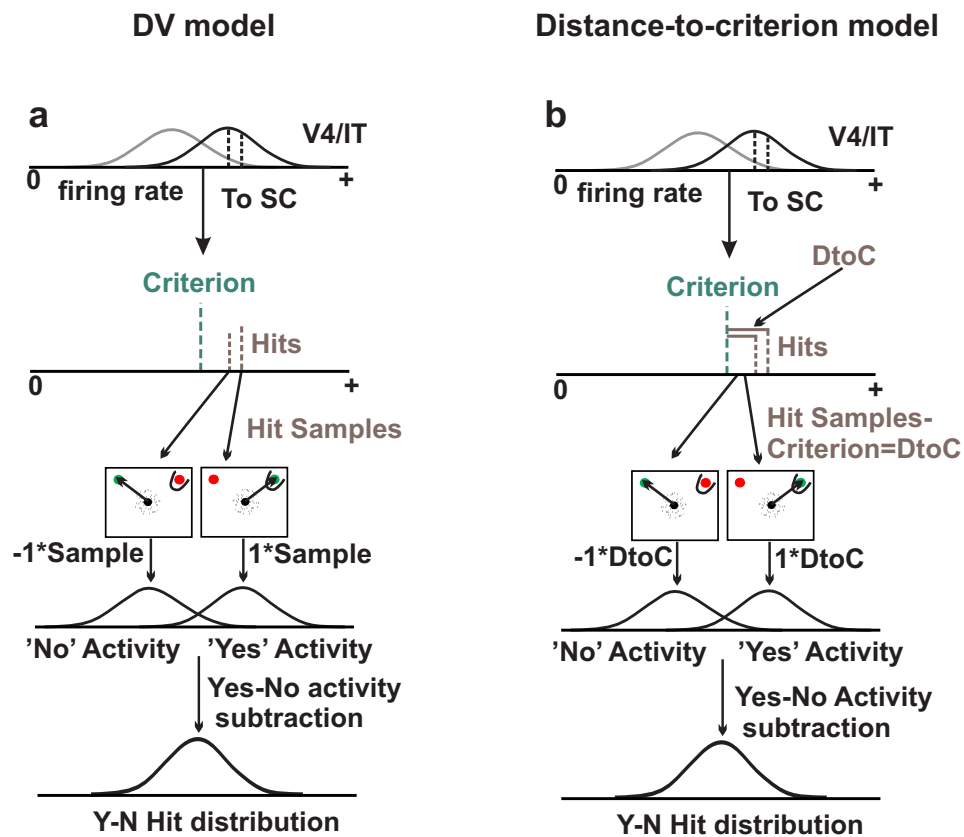 DV model
a
V4/IT
0
+
firing rate
To SC
Criterion
Hits
0
+
Hit Samples
-1*Sample
1*Sample
'No' Activity
'Yes' Activity
Yes-No activity
subtraction
Y-N Hit distribution
Distance-to-criterion model
b
V4/IT
0
+
firing rate
To SC
DtoC
Criterion
Hits
0
+
Hit Samples-
Criterion=DtoC
-1*DtoC
1*DtoC
'No' Activity
'Yes' Activity
Yes-No Activity
subtraction
Y-N Hit distribution